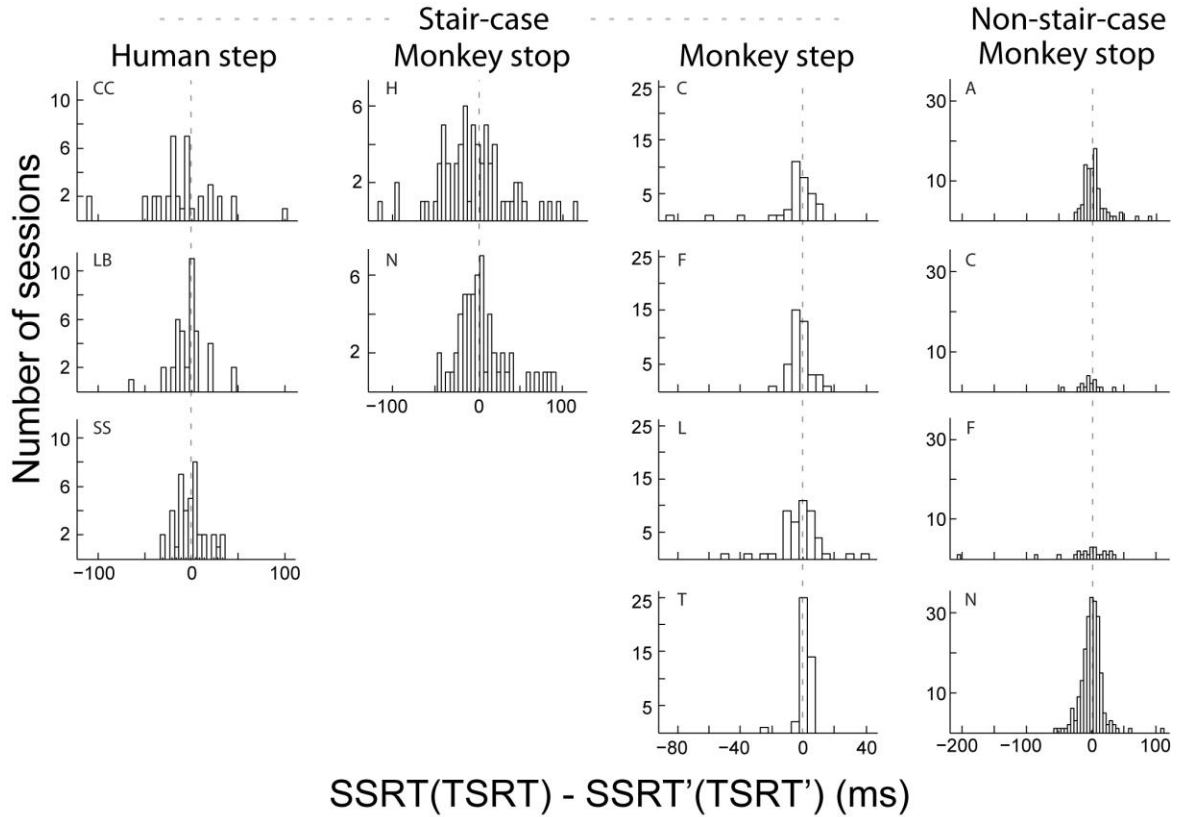 Stair-case
Non-stair-case
Human step
Monkey stop
Monkey step
Monkey stop
Number of sessions
CC
10
6
2
H
6
4
2
C
25
15
5
A
30
10
LB
10
6
2
N
6
2
−100 0 100
F
25
15
5
C
30
10
SS
10
6
2
−100 0 100
L
25
15
5
F
30
10
T
25
15
5
−80 −40 0 40
N
30
10
−200 −100 0 100
SSRT(TSRT) - SSRT'(TSRT') (ms)